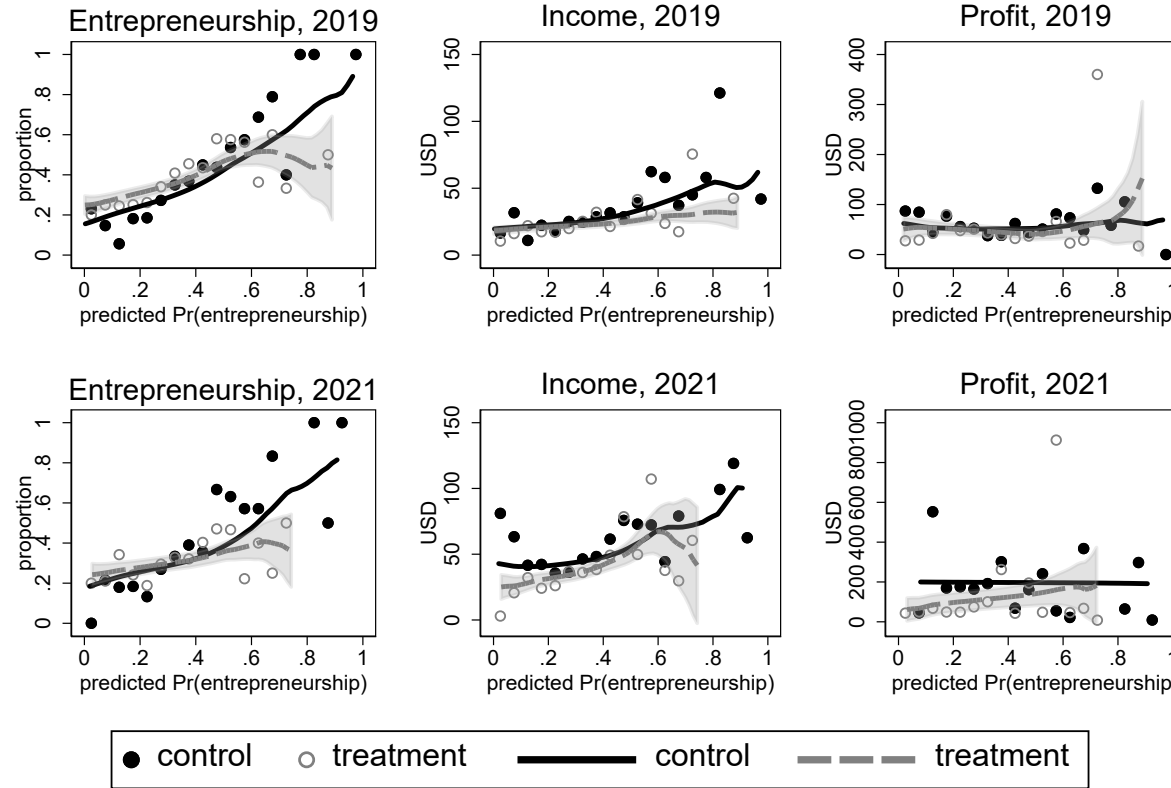 Entrepreneurship, 2019
proportion
0 .2 .4 .6 .8 1
0 .2 .4 .6 .8 1
predicted Pr(entrepreneurship)
Income, 2019
USD
0 50 100 150
0 .2 .4 .6 .8 1
predicted Pr(entrepreneurship)
Profit, 2019
USD
0 100 200 300 400
0 .2 .4 .6 .8 1
predicted Pr(entrepreneurship)
Entrepreneurship, 2021
proportion
0 .2 .4 .6 .8 1
0 .2 .4 .6 .8 1
predicted Pr(entrepreneurship)
Income, 2021
USD
0 50 100 150
0 .2 .4 .6 .8 1
predicted Pr(entrepreneurship)
Profit, 2021
USD
0 200 400 600 800 1000
0 .2 .4 .6 .8 1
predicted Pr(entrepreneurship)
control treatment control treatment